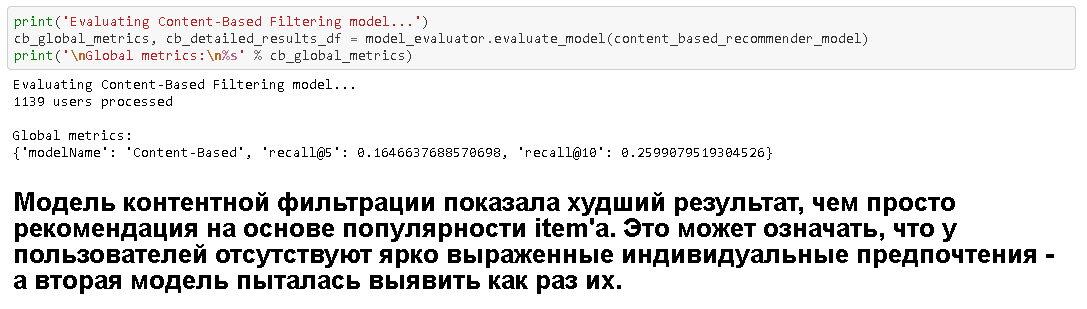 print('Evaluating Content-Based Filtering model...')
cb_global_metrics, cb_detailed_results_df = model_evaluator.evaluate_model(content_based_recommender_model)
print('\nGlobal metrics:\n%s' % cb_global_metrics)
Evaluating Content-Based Filtering model...
1139 users processed
Global metrics:
{'modelName': 'Content-Based', 'recall@5': 0.1646637688570698, 'recall@10': 0.2599079519304526}
Модель контентной фильтрации показала худший результат, чем просто
рекомендация на основе популярности item'а. Это может означать, что у
пользователей отсутствуют ярко выраженные индивидуальные предпочтения -
а вторая модель пыталась выявить как раз их.